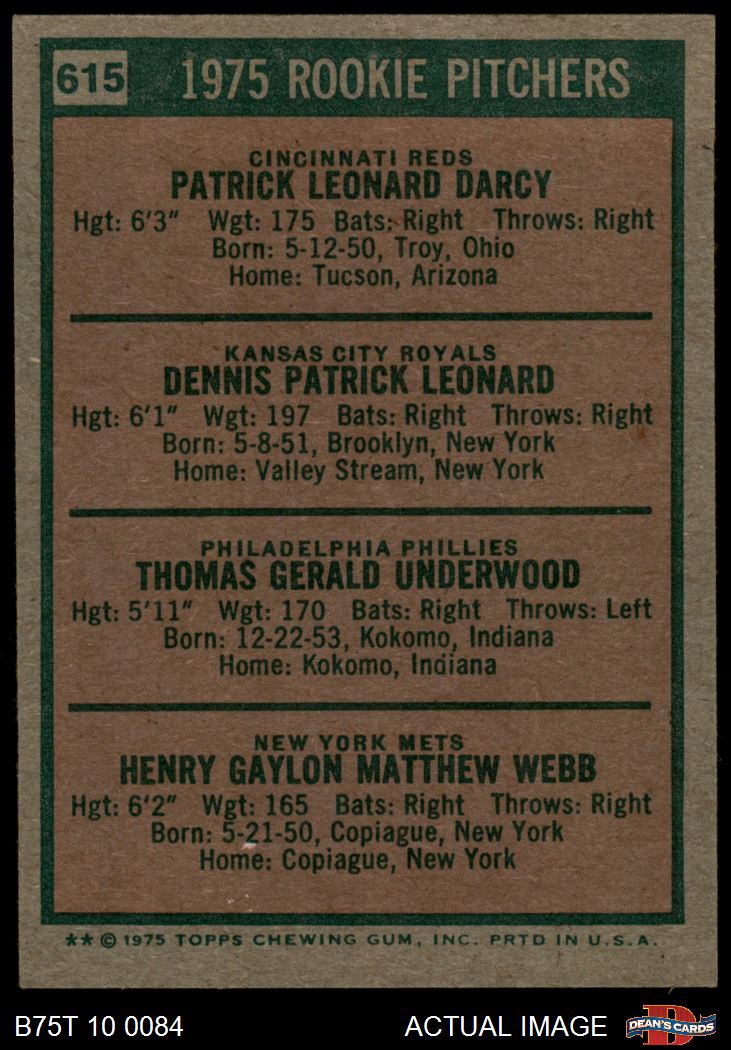 615 1975 ROOKIE PITCHERS
CINCINNATI REDS
PATRICK LEONARD DARCY
Hgt: 6'3" Wgt: 175 Bats: Right Throws: Right
Born: 5-12-50, Troy, Ohio
Home: Tucson, Arizona
KANSAS CITY ROYALS
DENNIS PATRICK LEONARD
Hgt: 6'1" Wgt: 197 Bats: Right Throws: Right
Born: 5-8-51, Brooklyn, New York
Home: Valley Stream, New York
PHILADELPHIA PHILLIES
THOMAS GERALD UNDERWOOD
Hgt: 5'11" Wgt: 170 Bats: Right Throws: Left
Born: 12-22-53, Kokomo, Indiana
Home: Kokomo, Indiana
NEW YORK METS
HENRY GAYLON MATTHEW WEBB
Hgt: 6'2" Wgt: 165 Bats: Right Throws: Right
Born: 5-21-50, Copiague, New York
Home: Copiague, New York
** © 1975 TOPPS CHEWING GUM, INC. PRTD IN U.S.A.
B75T 10 0084 ACTUAL IMAGE D DEAN'S CARDS